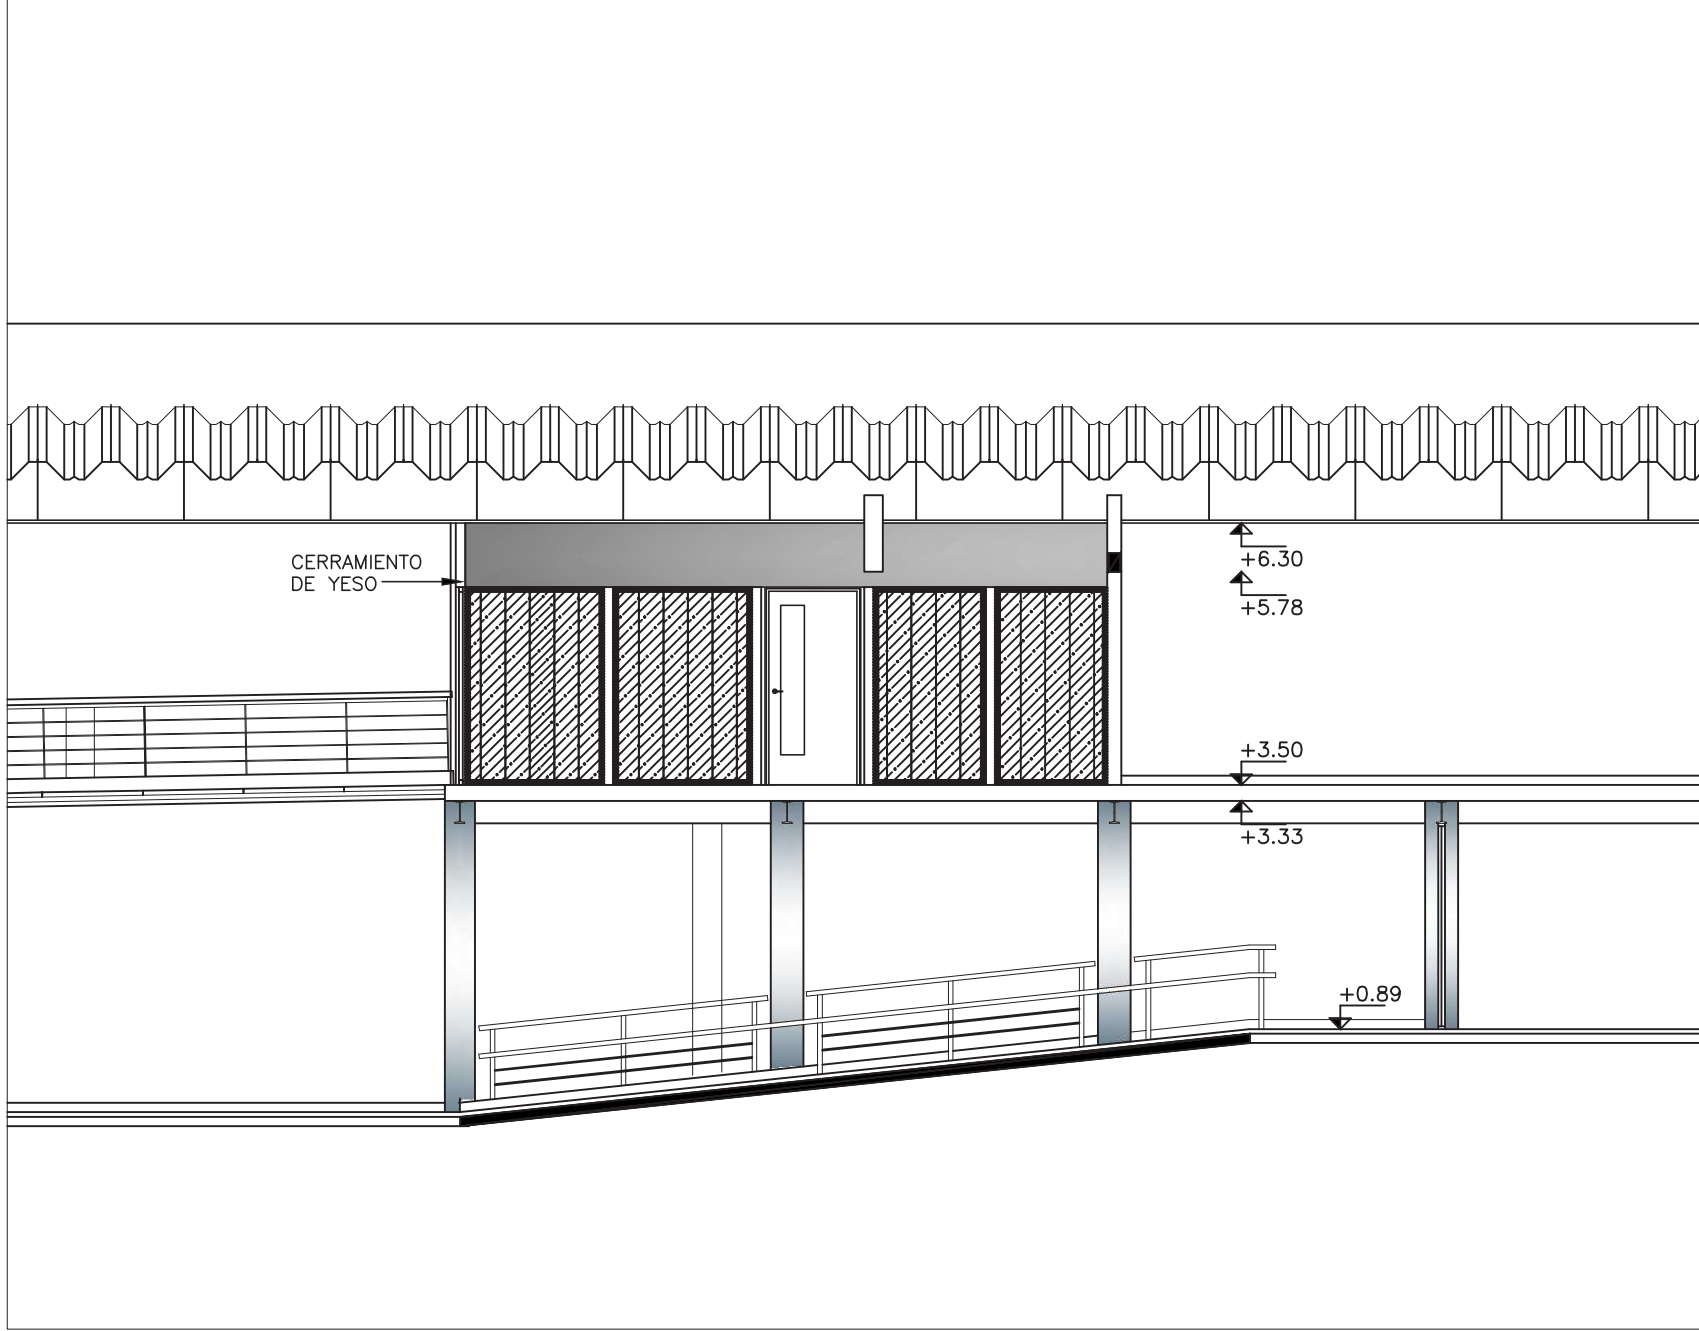 CERRAMIENTO
DE YESO
+6.30
+5.78
+3.50
+3.33
+0.89